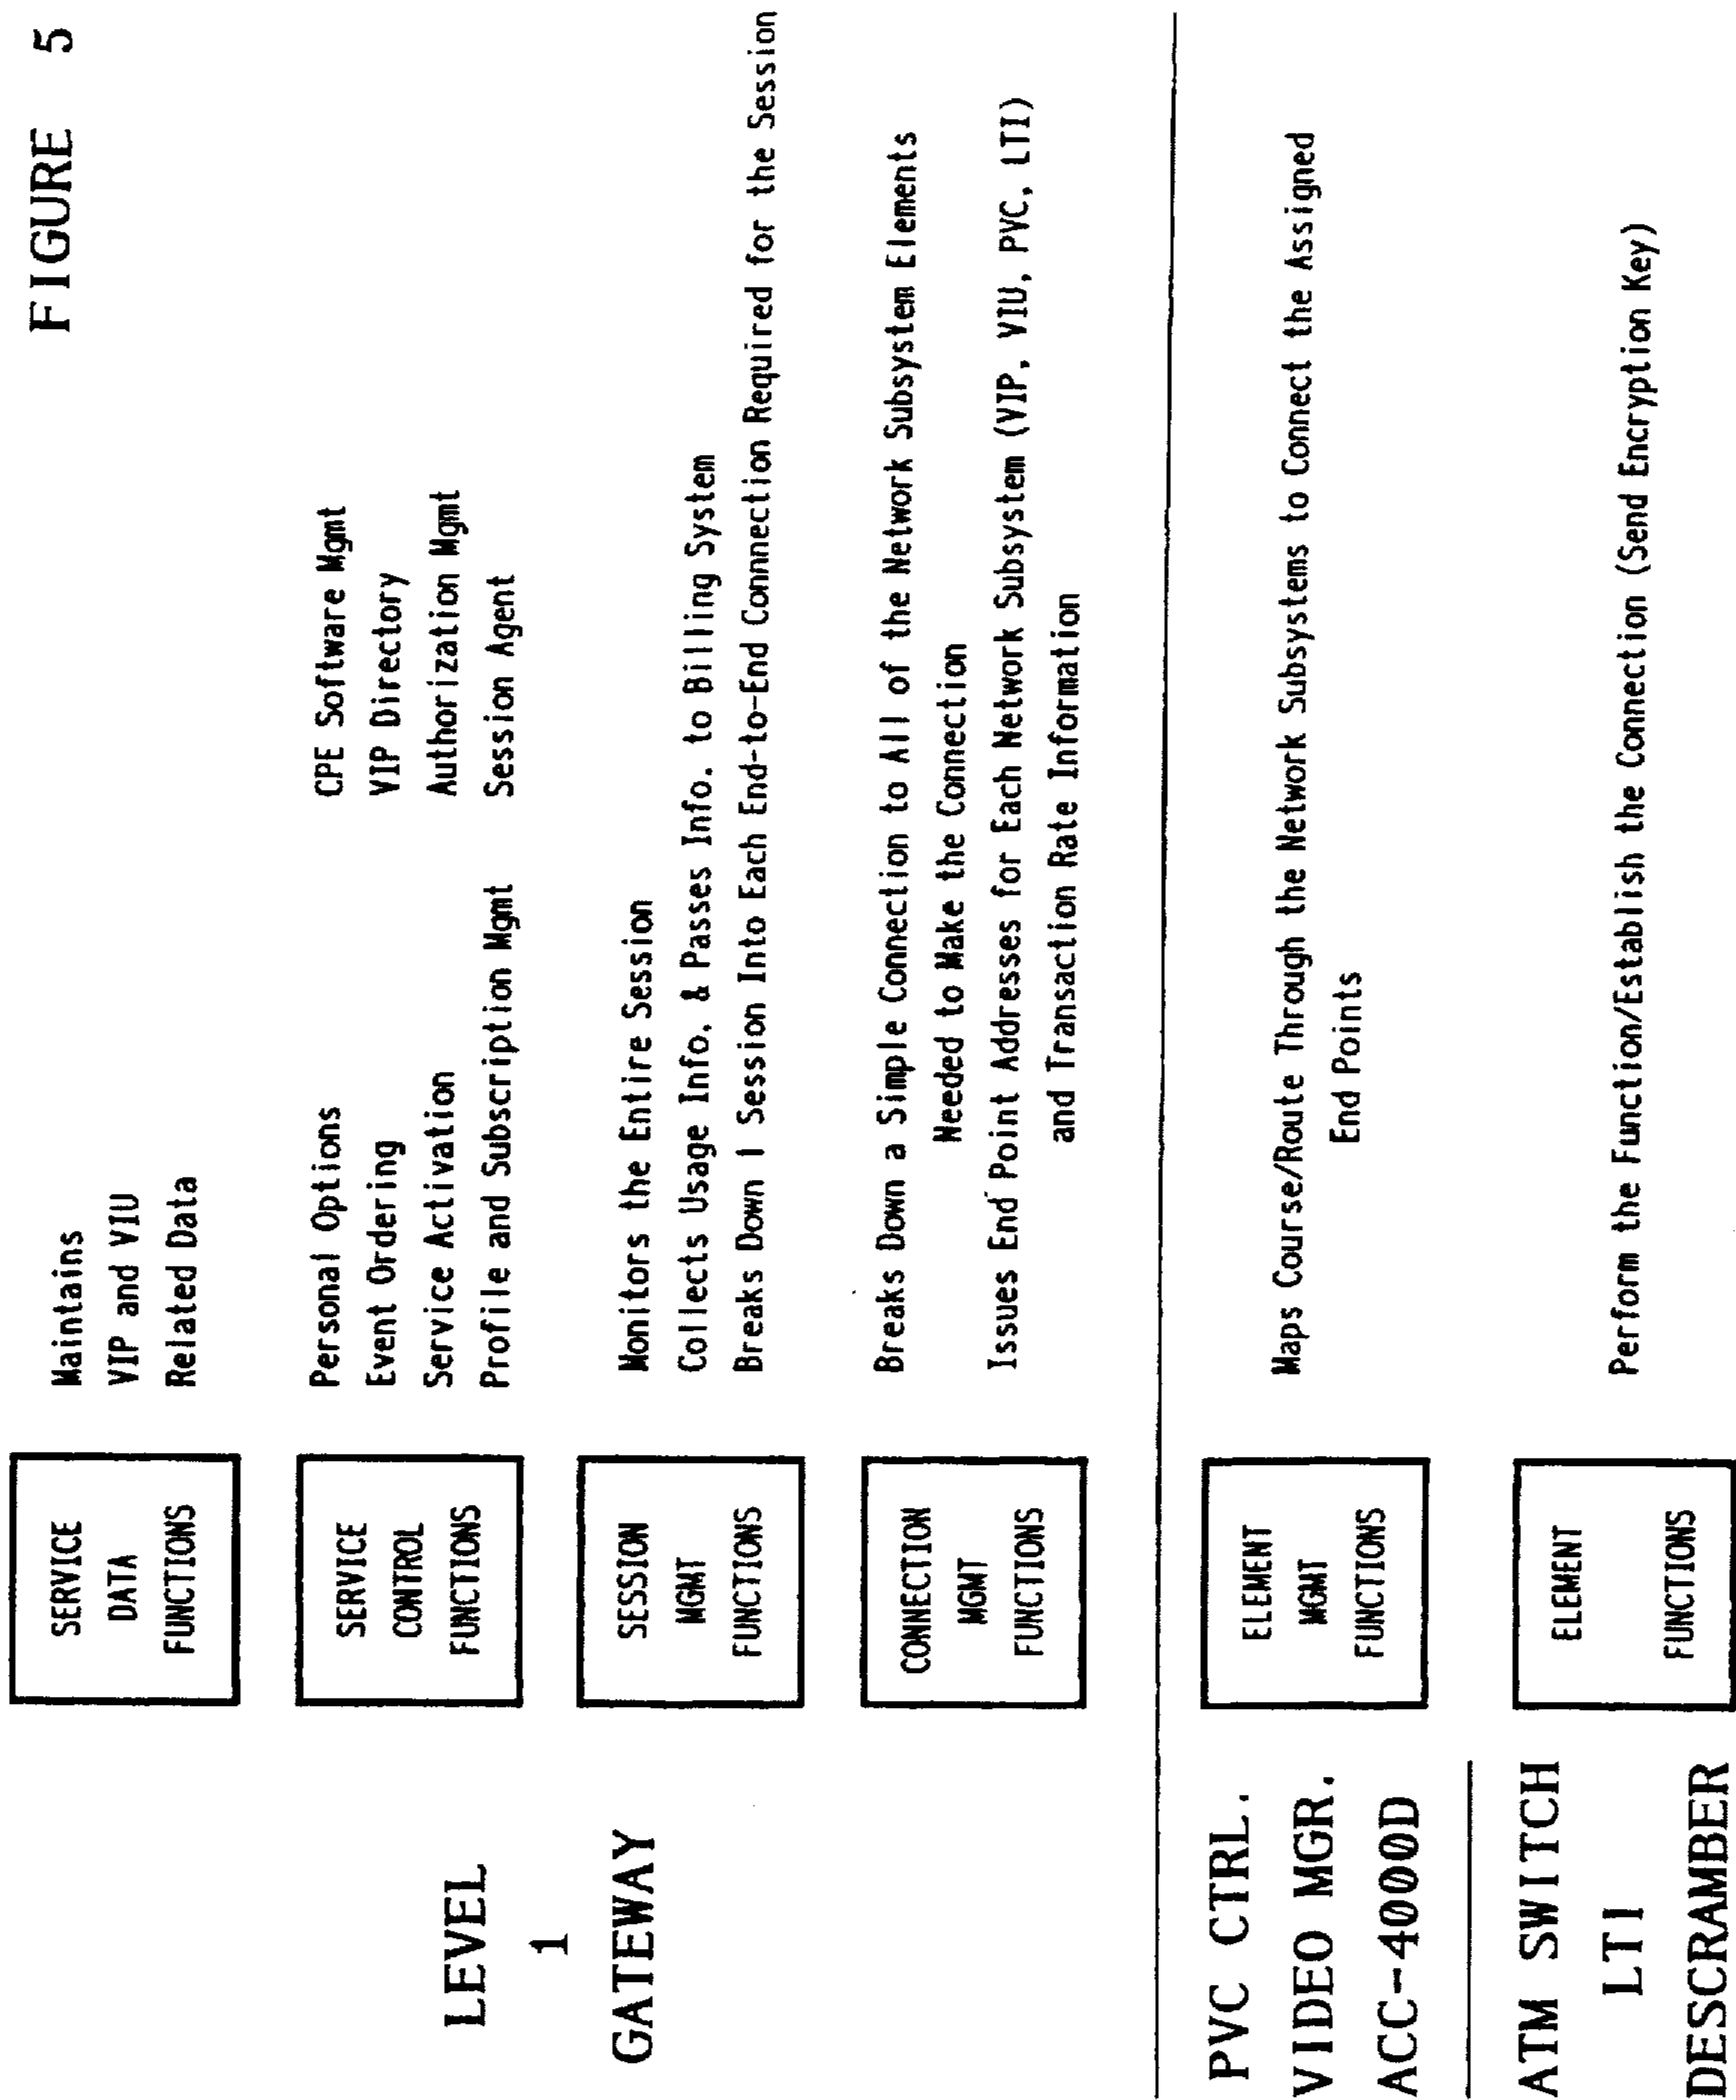 FIGURE 5
SERVICE
DATA
FUNCTIONS
Maintains
VIP and VIU
Related Data
LEVEL
1
GATEWAY
SERVICE
CONTROL
FUNCTIONS
Personal Options
Event Ordering
Service Activation
Profile and Subscription Mgmt
CPE Software Mgmt
VIP Directory
Authorization Mgmt
Session Agent
SESSION
MGMT
FUNCTIONS
Monitors the Entire Session
Collects Usage Info. & Passes Info. to Billing System
Breaks Down 1 Session Into Each End-to-End Connection Required for the Session
CONNECTION
MGMT
FUNCTIONS
Breaks Down a Simple Connection to All of the Network Subsystem Elements
Needed to Make the Connection
Issues End Point Addresses for Each Network Subsystem (VIP, VIU, PVC, LTI)
and Transaction Rate Information
PVC CTRL.
VIDEO MGR.
ACC-4000D
ELEMENT
MGMT
FUNCTIONS
Maps Course/Route Through the Network Subsystems to Connect the Assigned
End Points
ATM SWITCH
LTI
DESCRAMBER
ELEMENT
FUNCTIONS
Perform the Function/Establish the Connection (Send Encryption Key)